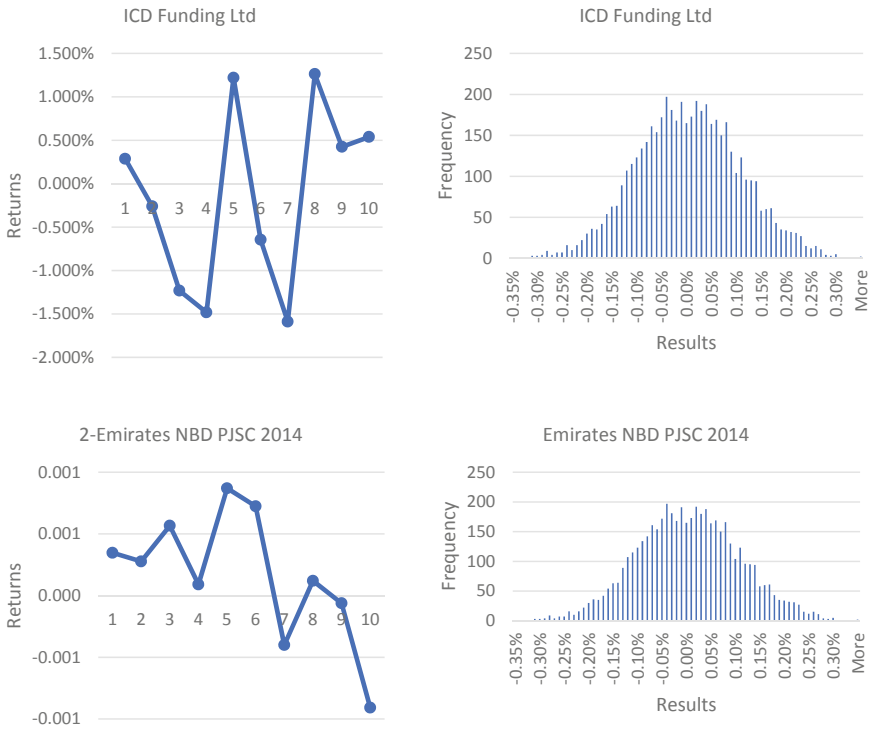 ICD Funding Ltd
1.500%
1.000%
0.500%
0.000%
-0.500%
-1.000%
-1.500%
-2.000%
1 2 3 4 5 6 7 8 9 10
Returns
ICD Funding Ltd
250
200
150
100
50
0
Frequency
-0.35% -0.30% -0.25% -0.20% -0.15% -0.10% -0.05% 0.00% 0.05% 0.10% 0.15% 0.20% 0.25% 0.30% More
Results
2-Emirates NBD PJSC 2014
0.001
0.001
0.000
-0.001
-0.001
1 2 3 4 5 6 7 8 9 10
Returns
Emirates NBD PJSC 2014
250
200
150
100
50
0
Frequency
-0.35% -0.30% -0.25% -0.20% -0.15% -0.10% -0.05% 0.00% 0.05% 0.10% 0.15% 0.20% 0.25% 0.30% More
Results